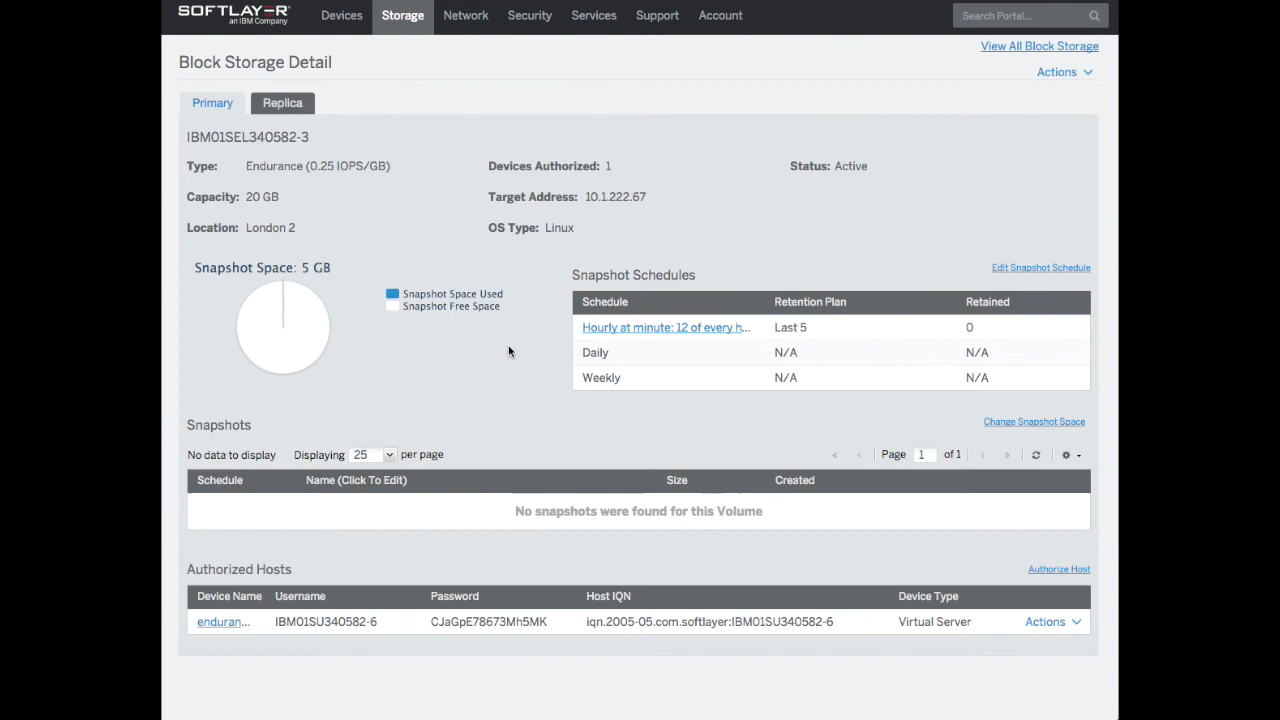 SOFTLAYER
an IBM Company
Devices Storage Network Security Services Support Account Search Portal...
View All Block Storage
Block Storage Detail
Actions
Primary Replica
IBM01SEL340582-3
Type: Endurance (0.25 IOPS/GB) Devices Authorized: 1 Status: Active
Capacity: 20 GB Target Address: 10.1.222.67
Location: London 2 OS Type: Linux
Snapshot Space: 5 GB
Snapshot Space Used
Snapshot Free Space
Snapshot Schedules Edit Snapshot Schedule
Schedule Retention Plan Retained
Hourly at minute: 12 of every h... Last 5 0
Daily N/A N/A
Weekly N/A N/A
Snapshots Change Snapshot Space
No data to display Displaying 25 per page « ‹ Page 1 of 1 › »
Schedule Name (Click To Edit) Size Created
No snapshots were found for this Volume
Authorized Hosts Authorize Host
Device Name Username Password Host IQN Device Type
enduran... IBM01SU340582-6 CJaGpE78673Mh5MK iqn.2005-05.com.softlayer:IBM01SU340582-6 Virtual Server Actions